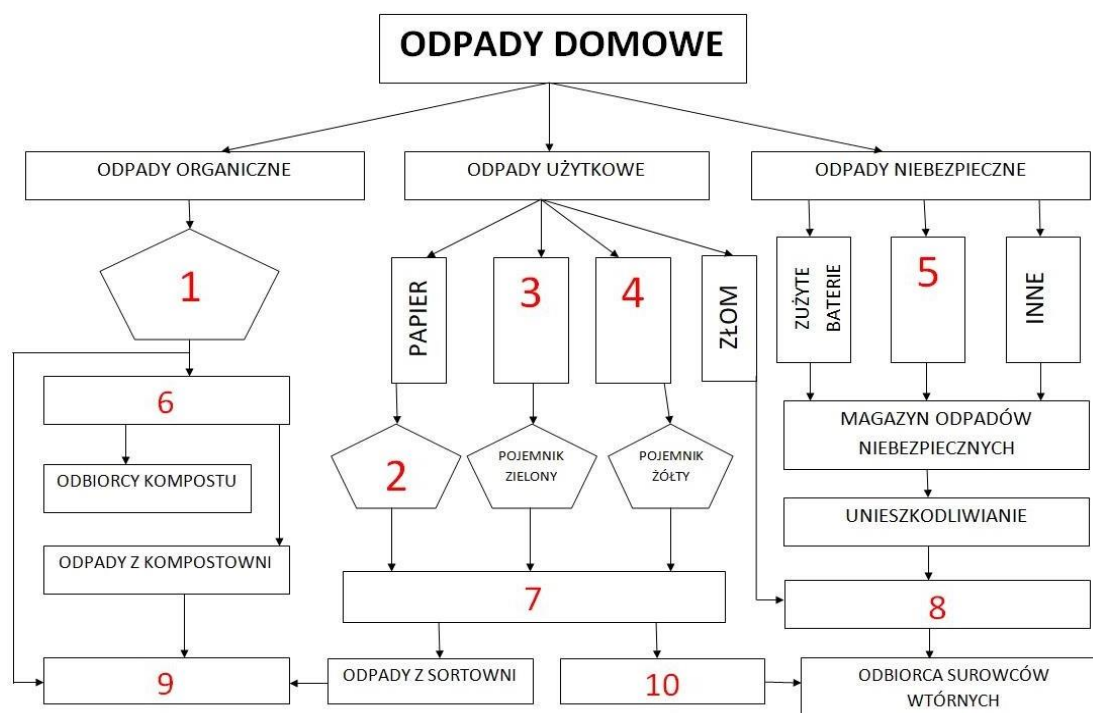 ODPADY DOMOWE
ODPADY ORGANICZNE
ODPADY UŻYTKOWE
ODPADY NIEBEZPIECZNE
1
PAPIER
3
4
ZŁOM
ZUŻYTE
BATERIE
5
INNE
6
2
POJEMNIK
ZIELONY
POJEMNIK
ŻÓŁTY
MAGAZYN ODPADÓW
NIEBEZPIECZNYCH
ODBIORCY KOMPOSTU
UNIESZKODLIWIANIE
ODPADY Z KOMPOSTOWNI
7
8
9
ODPADY Z SORTOWNI
10
ODBIORCA SUROWCÓW
WTÓRNYCH